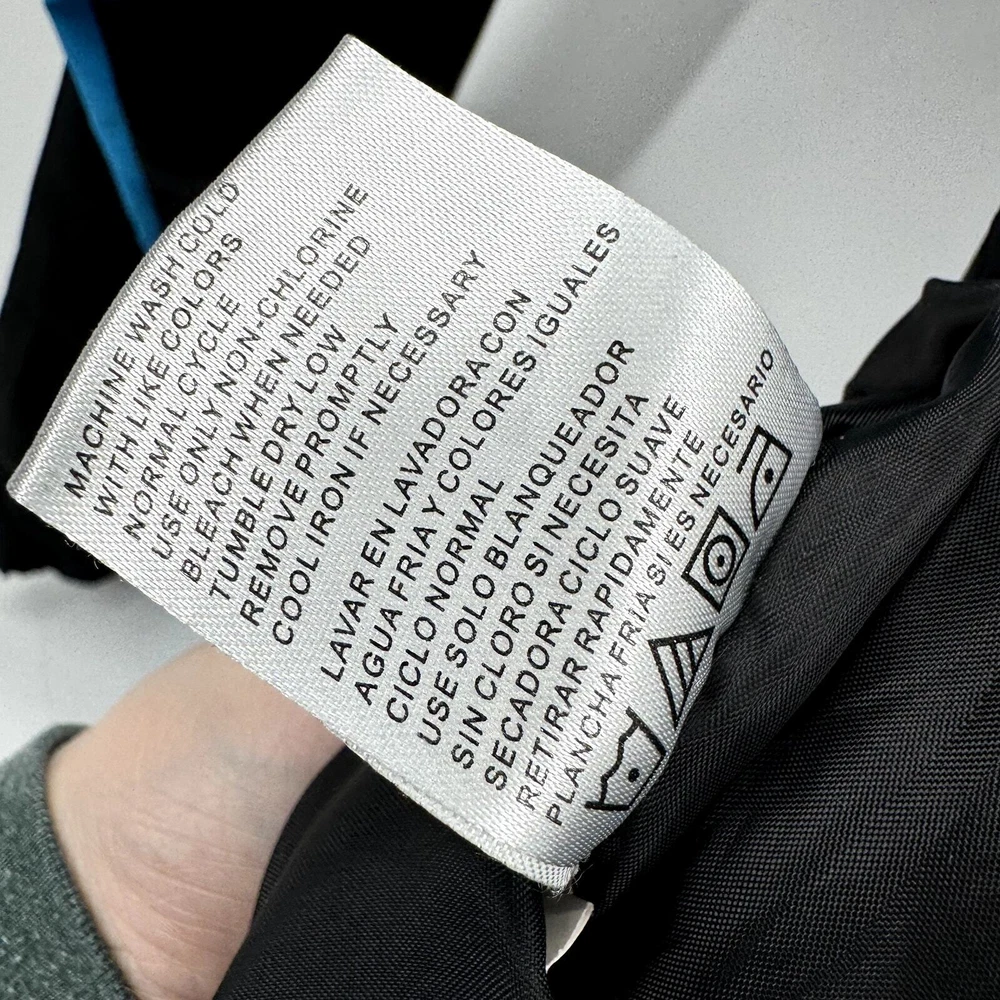 MACHINE WASH COLD
WITH LIKE COLORS
NORMAL CYCLE
USE ONLY NON-CHLORINE
BLEACH WHEN NEEDED
TUMBLE DRY LOW
REMOVE PROMPTLY
COOL IRON IF NECESSARY
LAVAR EN LAVADORA CON
AGUA FRIA Y COLORES IGUALES
CICLO NORMAL
USE SOLO BLANQUEADOR
SIN CLORO SI NECESITA
SECADORA CICLO SUAVE
RETIRAR RAPIDAMENTE
PLANCHA FRIA SI ES NECESARIO